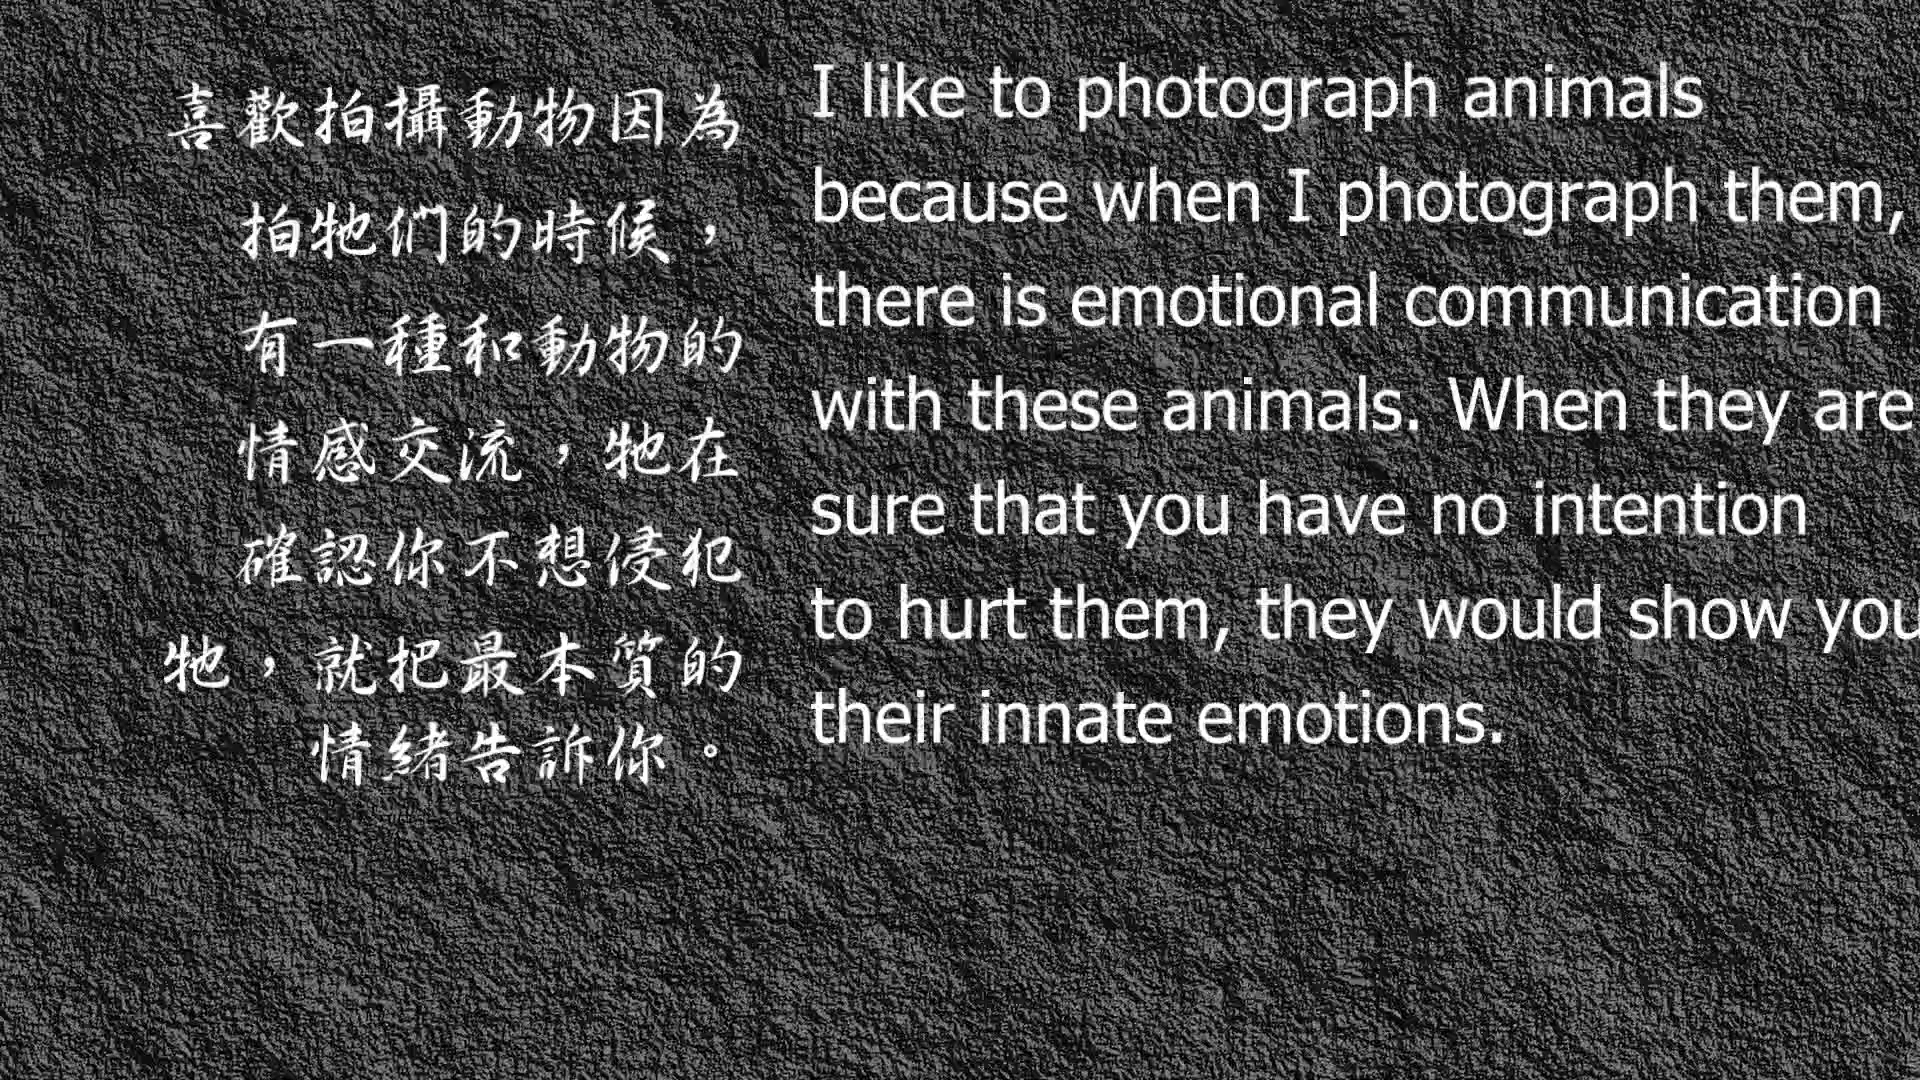 喜歡拍攝動物因為
拍牠们的時候，
有一種和動物的
情感交流，牠在
確認你不想侵犯
牠，就把最本質的
情緒告訴你。
I like to photograph animals
because when I photograph them,
there is emotional communication
with these animals. When they are
sure that you have no intention
to hurt them, they would show you
their innate emotions.